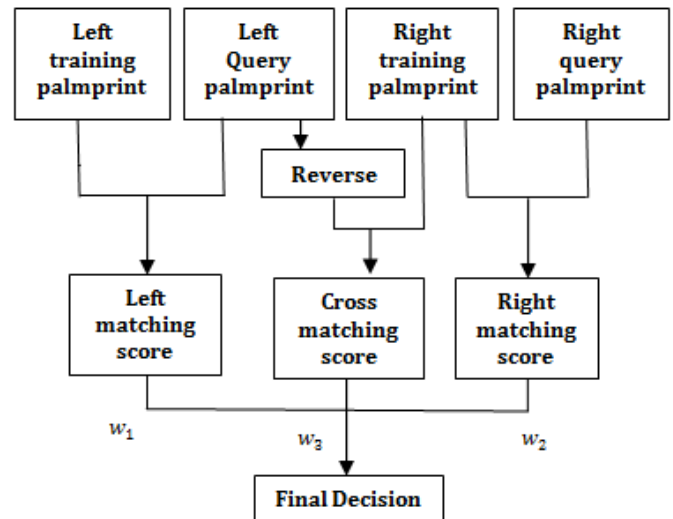 Left
training
palmprint
Left
Query
palmprint
Right
training
palmprint
Right
query
palmprint
Reverse
Left
matching
score
Cross
matching
score
Right
matching
score
w₁
w₃
w₂
Final Decision